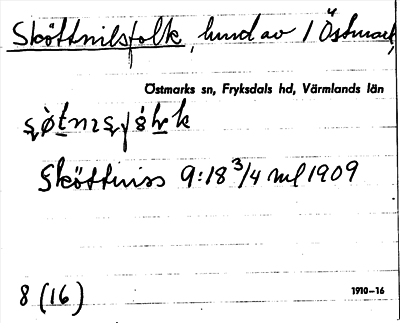 Sköttnilsfolk, hund av / Östmark,
Östmarks sn, Fryksdals hd, Värmlands län
Sköttniss 9:18 3/4 ml 1909
8 (16)
1910-16